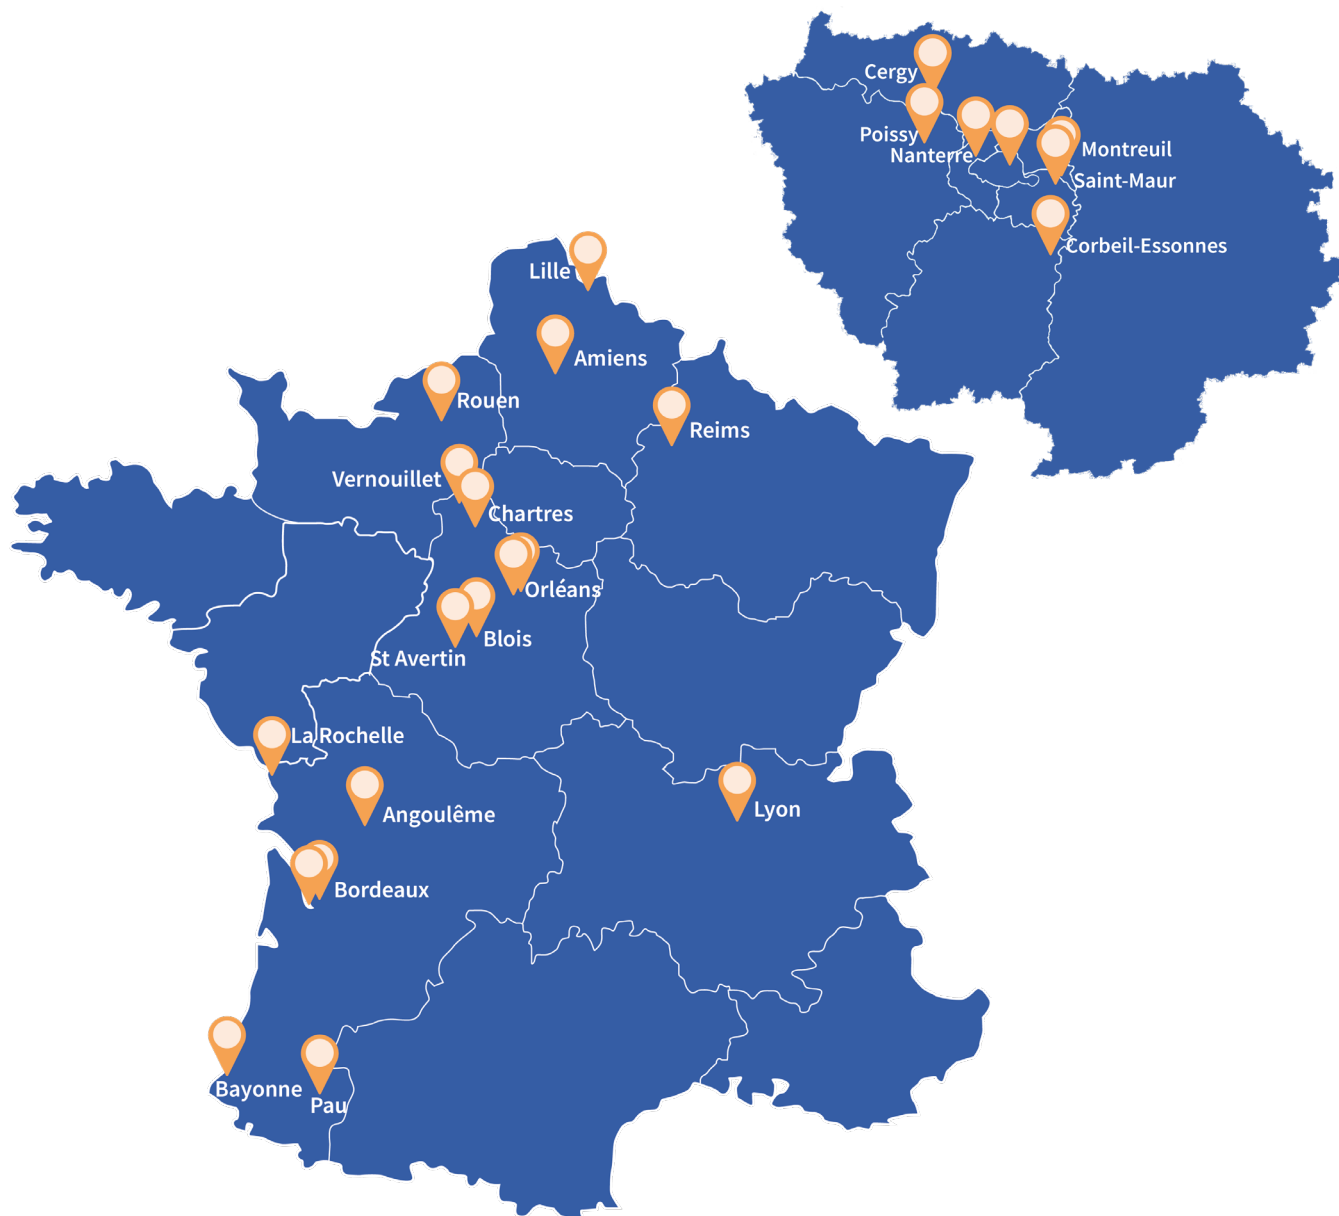 Cergy
Poissy
Nanterre
Montreuil
Saint-Maur
Corbeil-Essonnes
Lille
Amiens
Rouen
Reims
Vernouillet
Chartres
Orléans
Blois
St Avertin
La Rochelle
Angoulême
Lyon
Bordeaux
Bayonne
Pau